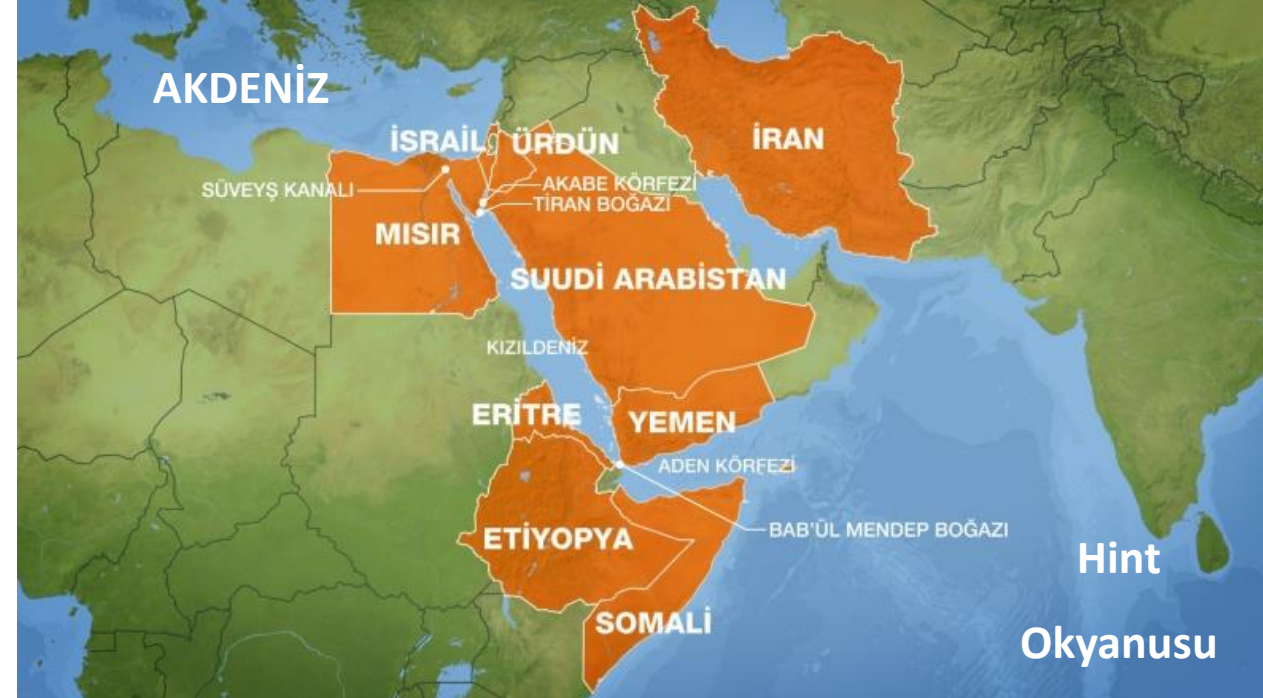 AKDENİZ
İSRAİL
ÜRDÜN
İRAN
SÜVEYŞ KANALI
AKABE KÖRFEZİ
TİRAN BOĞAZI
MISIR
SUUDİ ARABİSTAN
KIZILDENİZ
ERİTRE
YEMEN
ADEN KÖRFEZİ
ETİYOPYA
BAB'ÜL MENDEP BOĞAZI
Hint
Okyanusu
SOMALİ